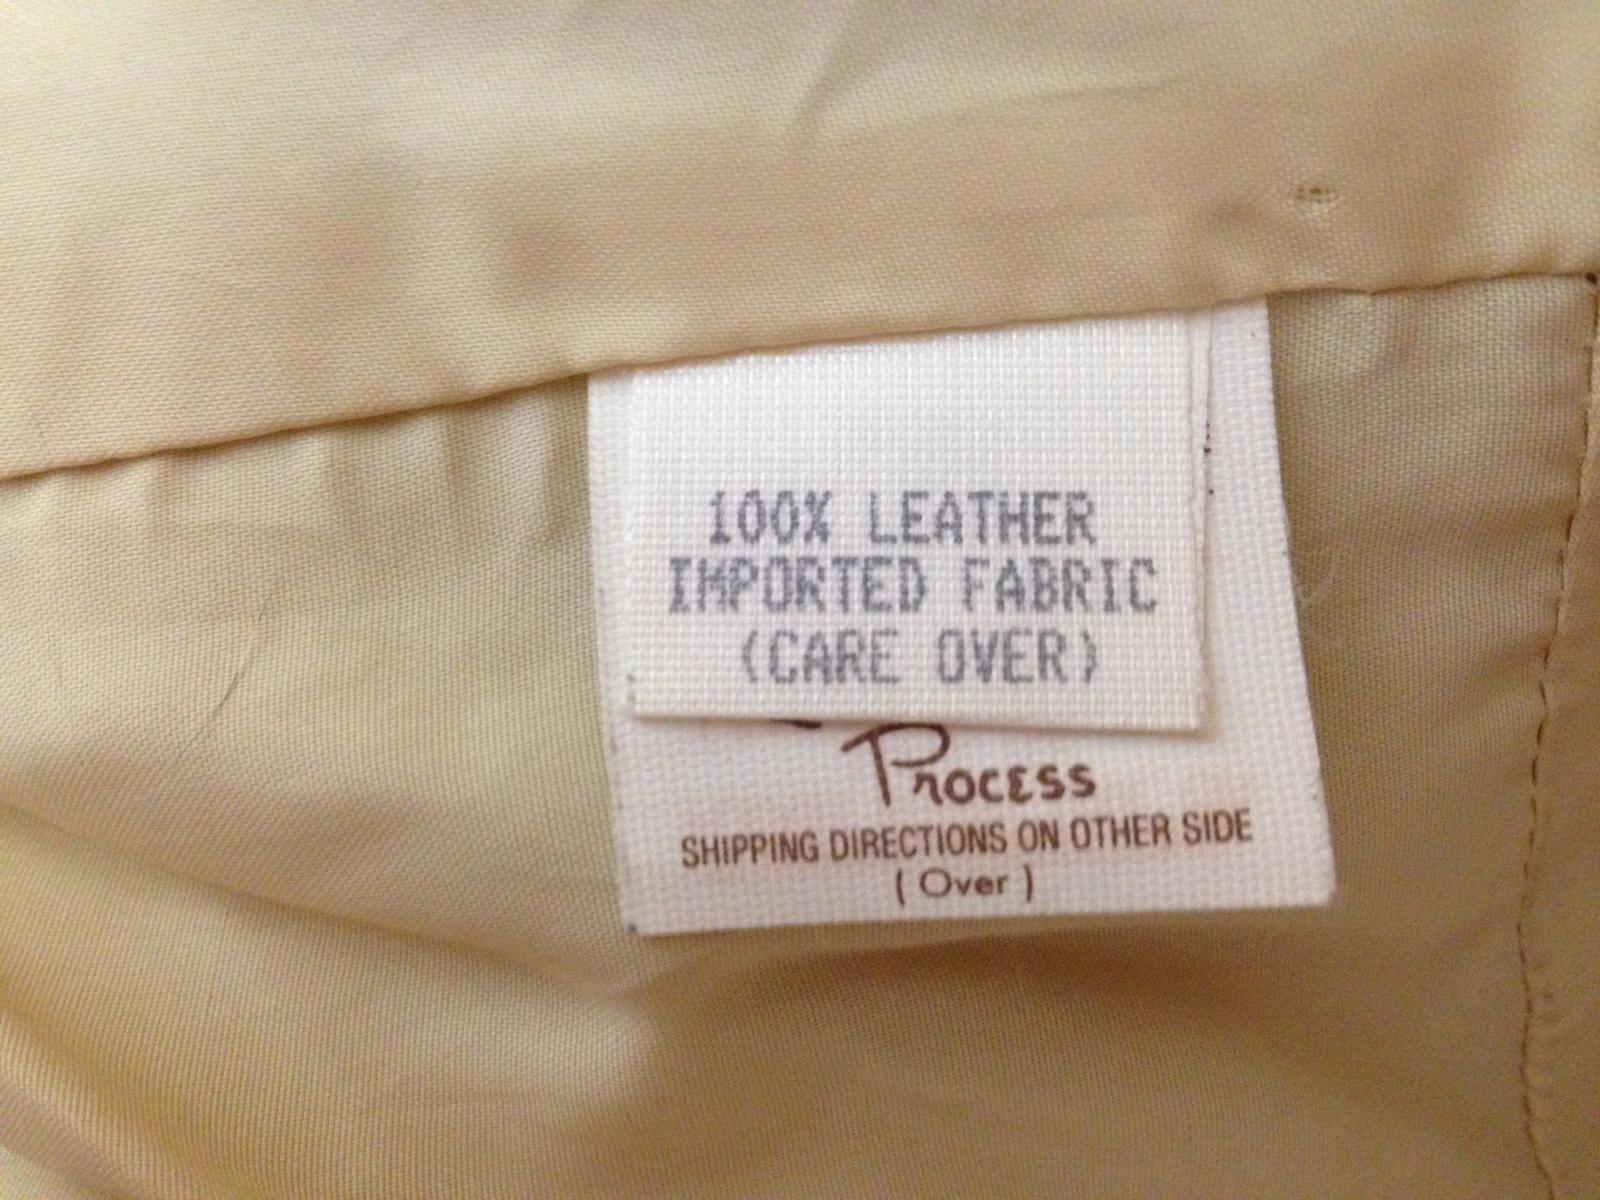 100% LEATHER
IMPORTED FABRIC
(CARE OVER)
Process
SHIPPING DIRECTIONS ON OTHER SIDE
( Over )